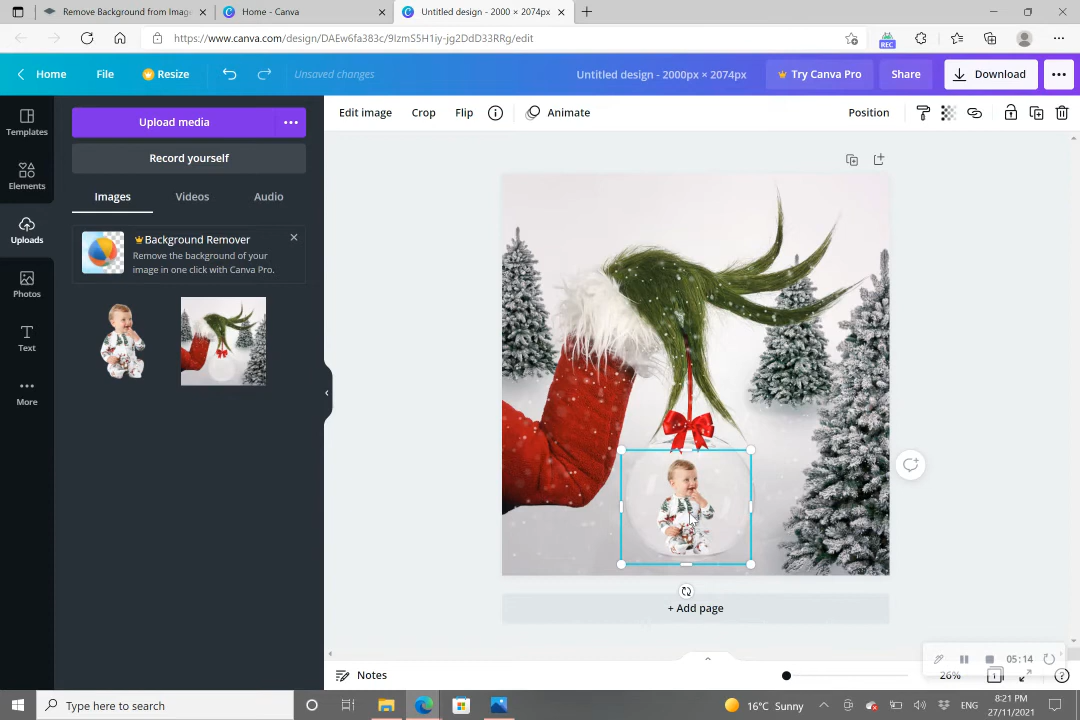 Remove Background from Imag
Home - Canva
Untitled design - 2000 × 2074px
https://www.canva.com/design/DAEw6fa383c/9IzmS5H1iy-jg2DdD33RRg/edit
REC
Home
File
Resize
Unsaved changes
Untitled design - 2000px × 2074px
Try Canva Pro
Share
Download
Templates
Elements
Uploads
Photos
Text
More
Upload media
Record yourself
Images
Videos
Audio
Background Remover
Remove the background of your
image in one click with Canva Pro.
Edit image
Crop
Flip
Animate
Position
+ Add page
Notes
05:14
26%
1
Type here to search
16°C Sunny
ENG
8:21 PM
27/11/2021